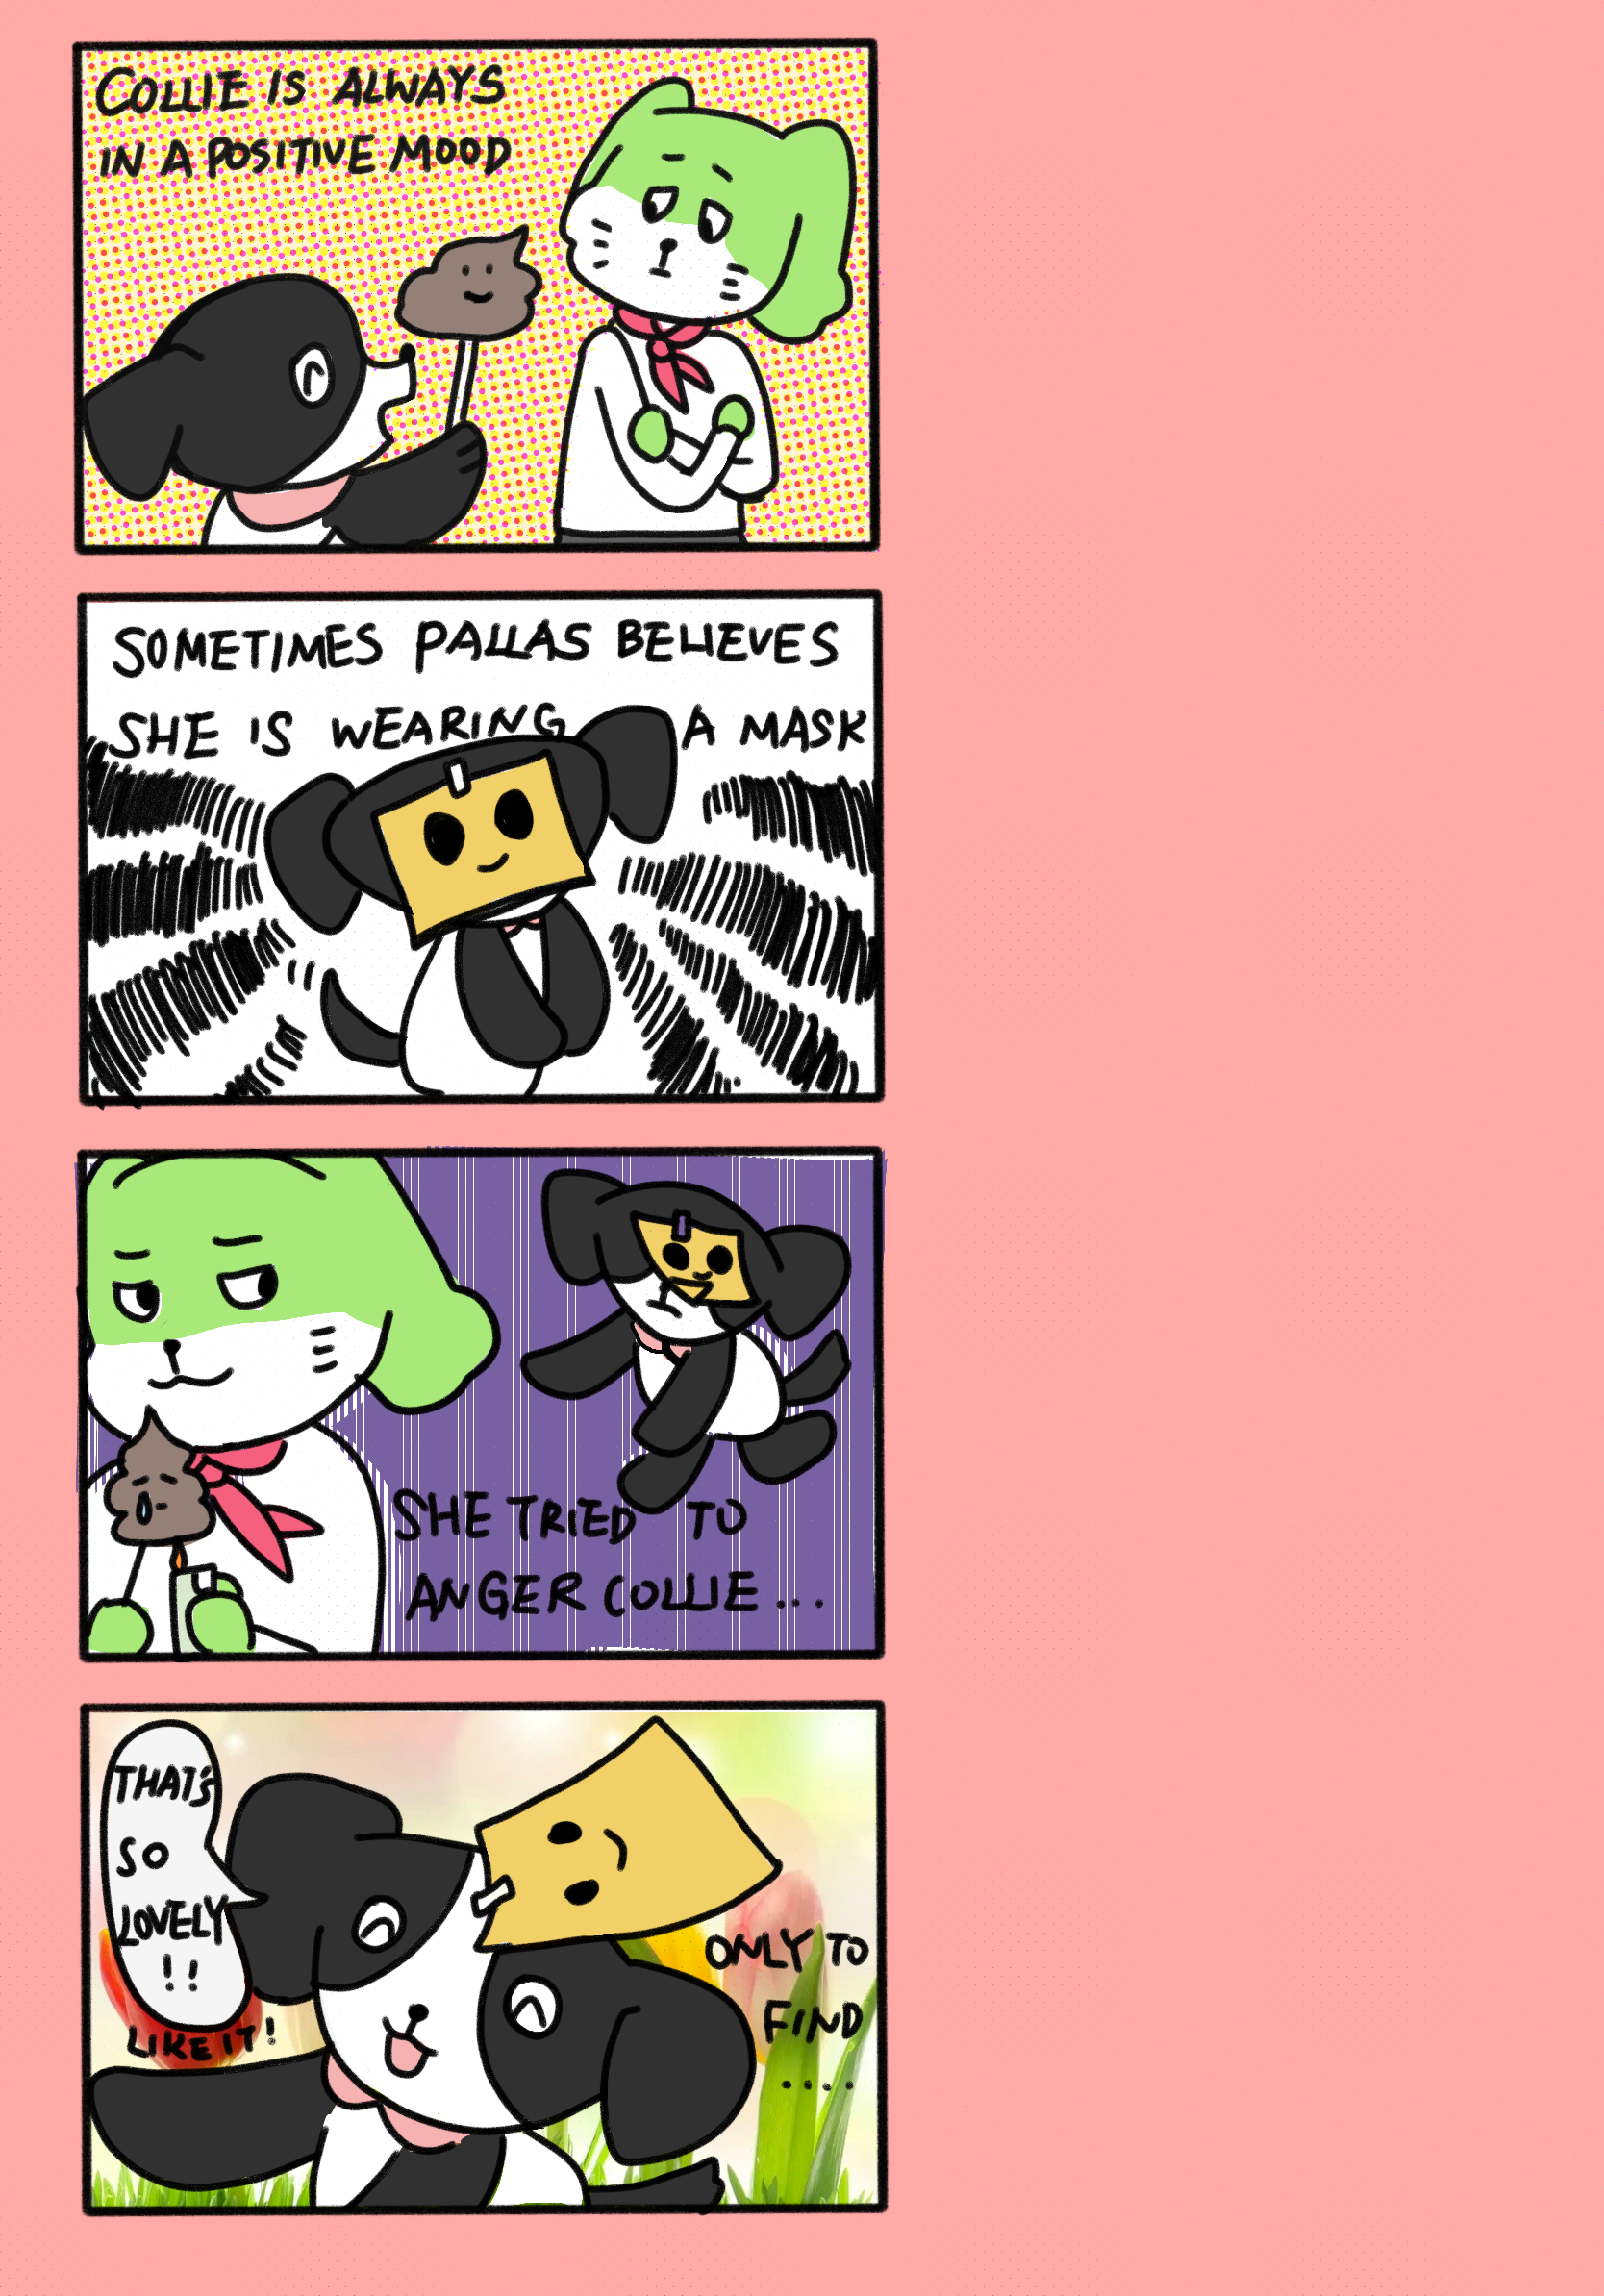 COLLIE IS ALWAYS
IN A POSITIVE MOOD
SOMETIMES PALLAS BELIEVES
SHE IS WEARING A MASK
SHE TRIED TO
ANGER COLLIE...
THAT'S
SO
LOVELY
!!
LIKE IT!
ONLY TO
FIND
....